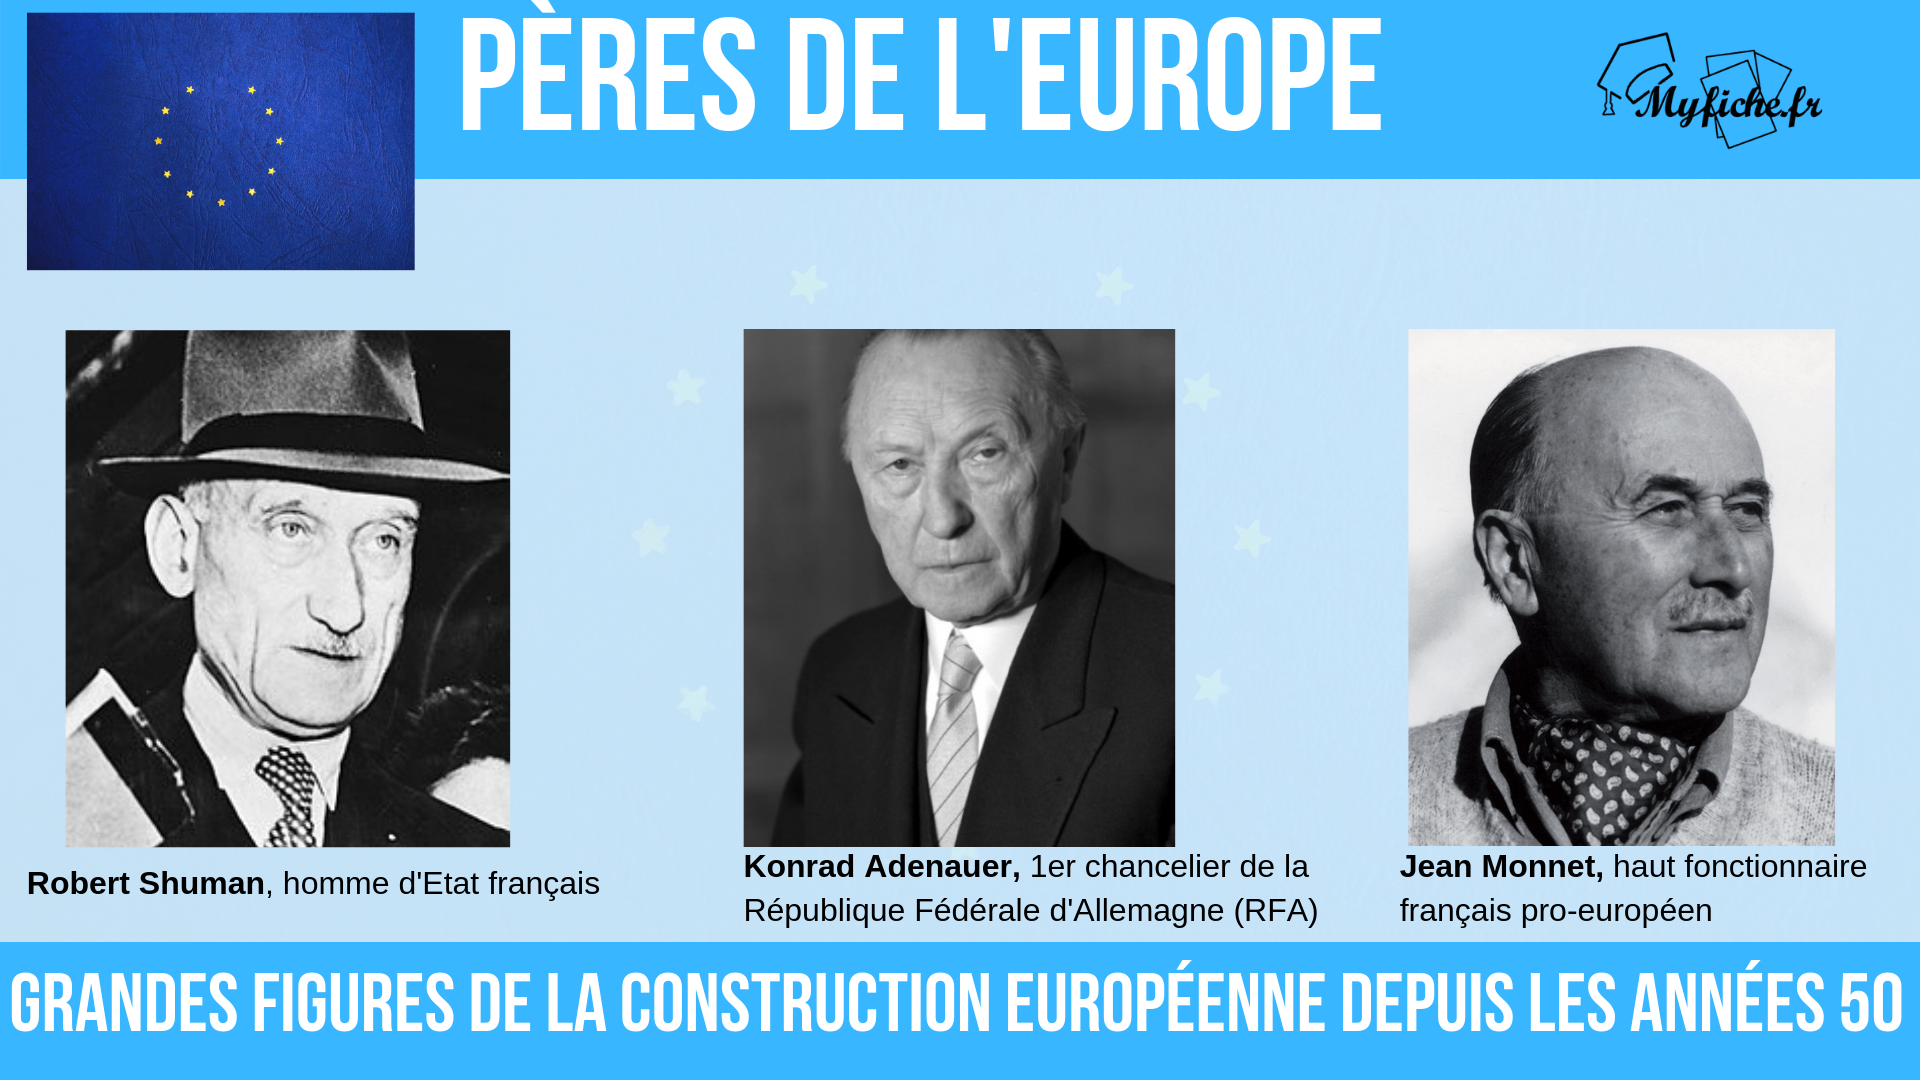 PÈRES DE L'EUROPE
Myfiche.fr
Robert Shuman, homme d'Etat français
Konrad Adenauer, 1er chancelier de la
République Fédérale d'Allemagne (RFA)
Jean Monnet, haut fonctionnaire
français pro-européen
GRANDES FIGURES DE LA CONSTRUCTION EUROPÉENNE DEPUIS LES ANNÉES 50